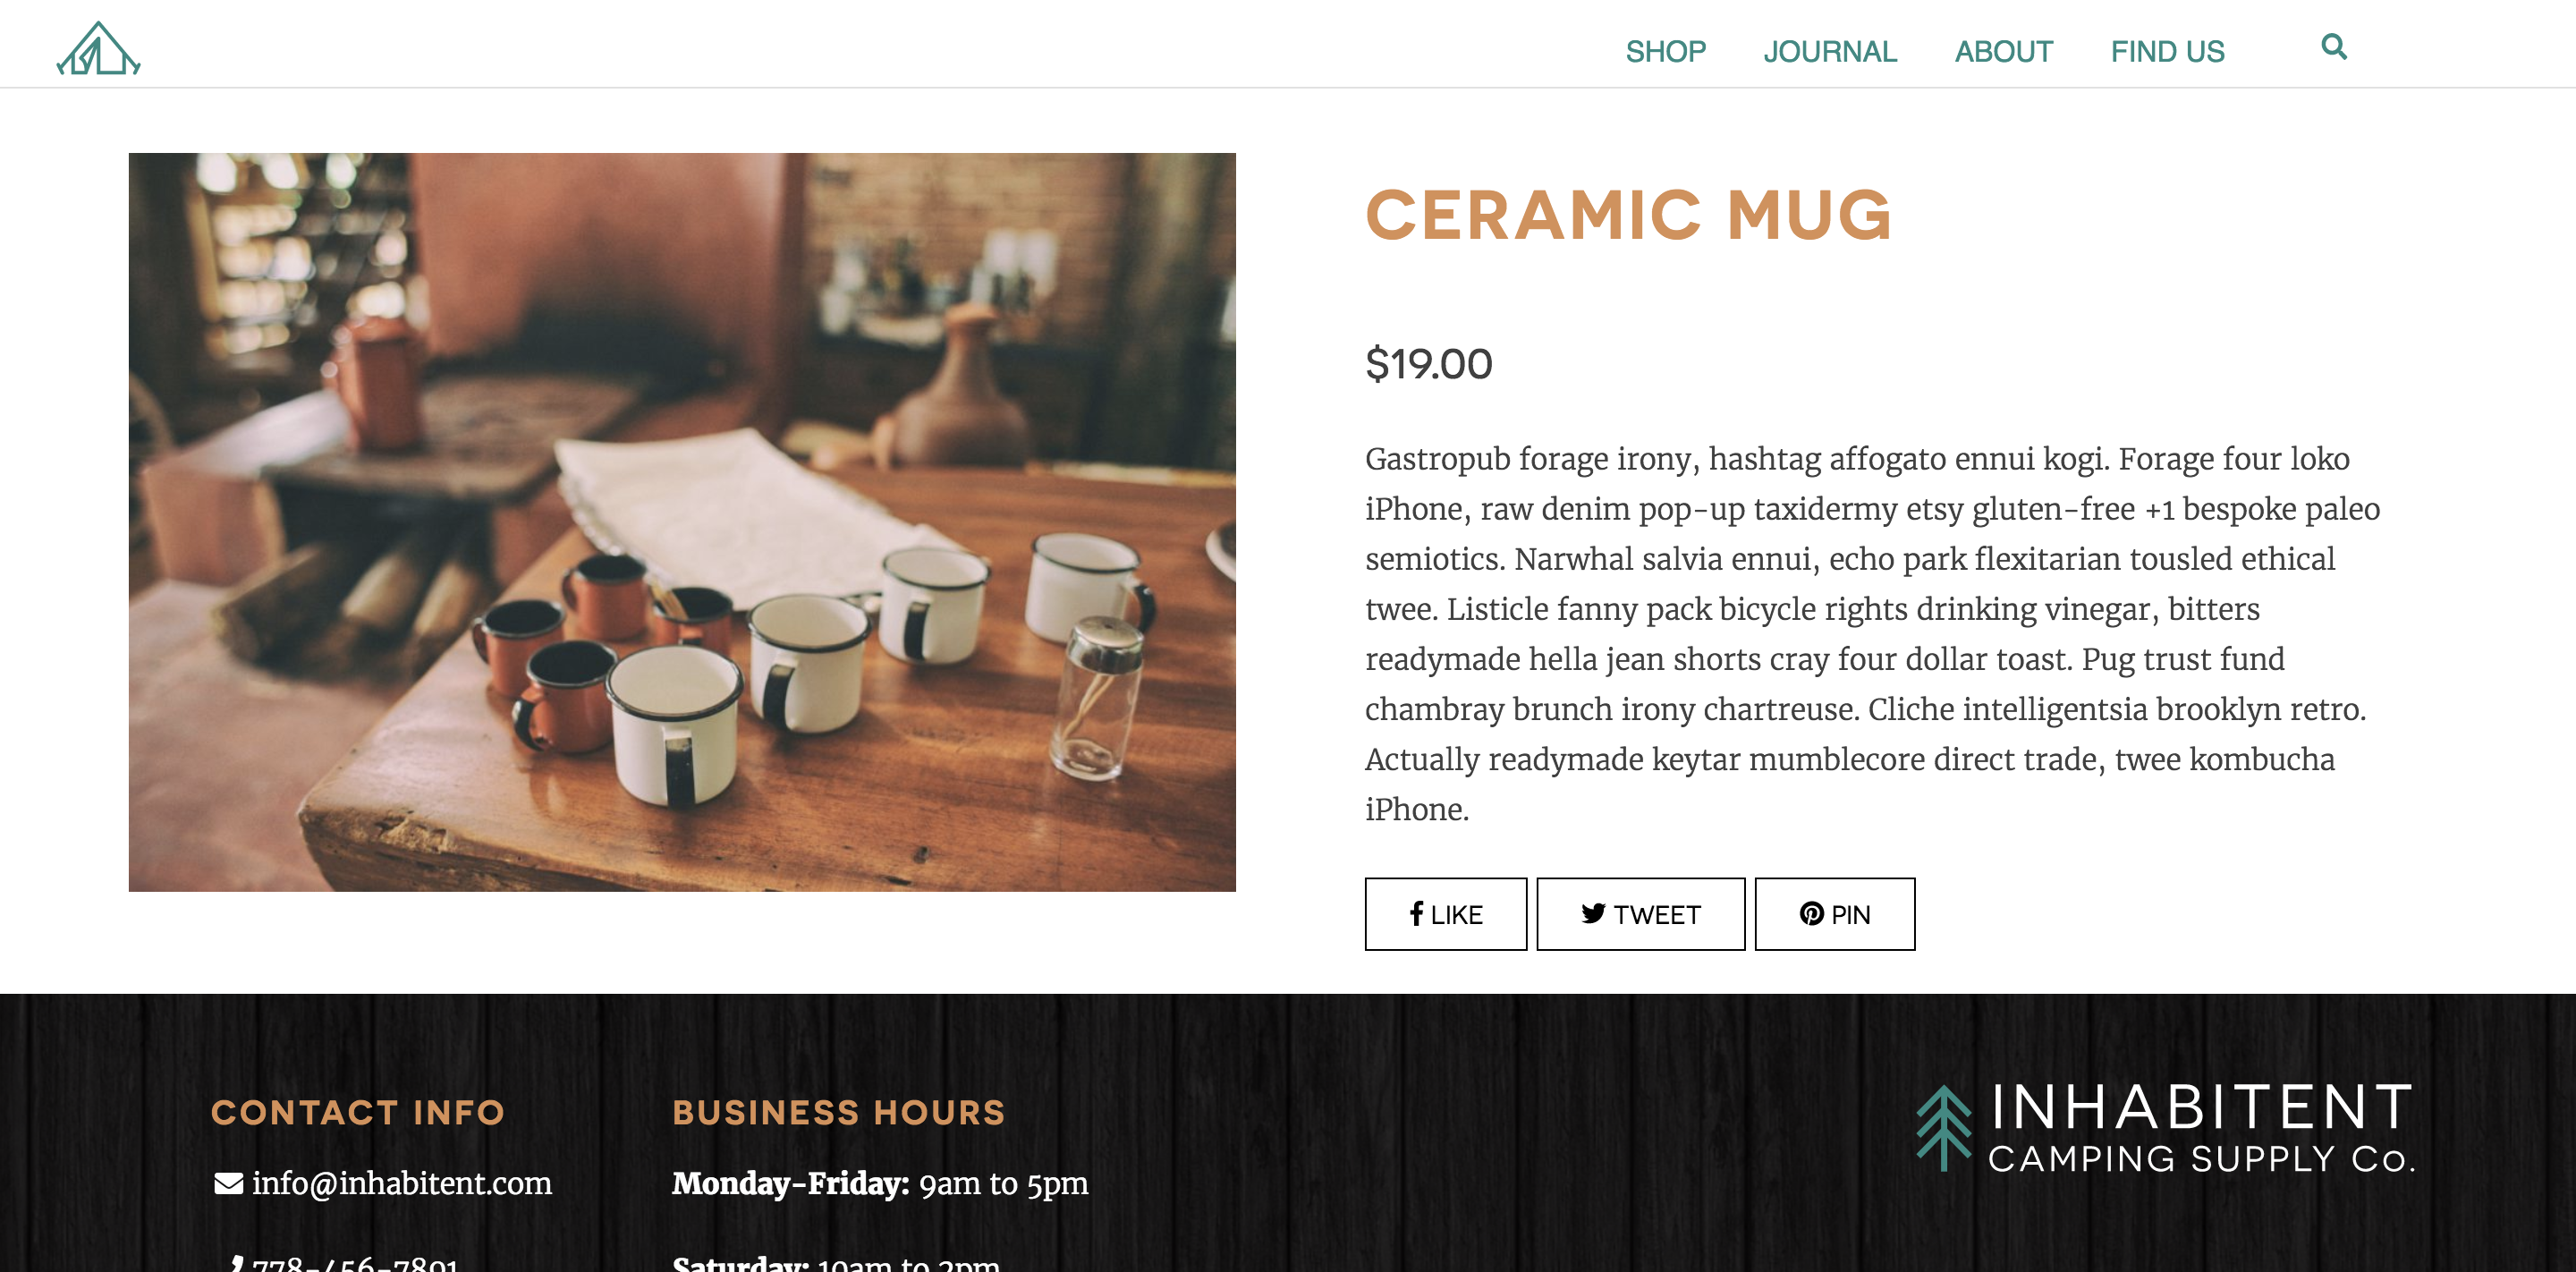 SHOP JOURNAL ABOUT FIND US
CERAMIC MUG
$19.00
Gastropub forage irony, hashtag affogato ennui kogi. Forage four loko
iPhone, raw denim pop-up taxidermy etsy gluten-free +1 bespoke paleo
semiotics. Narwhal salvia ennui, echo park flexitarian tousled ethical
twee. Listicle fanny pack bicycle rights drinking vinegar, bitters
readymade hella jean shorts cray four dollar toast. Pug trust fund
chambray brunch irony chartreuse. Cliche intelligentsia brooklyn retro.
Actually readymade keytar mumblecore direct trade, twee kombucha
iPhone.
LIKE TWEET PIN
CONTACT INFO
info@inhabitent.com
778-456-7891
BUSINESS HOURS
Monday-Friday: 9am to 5pm
Saturday: 10am to 2pm
INHABITENT
CAMPING SUPPLY Co.